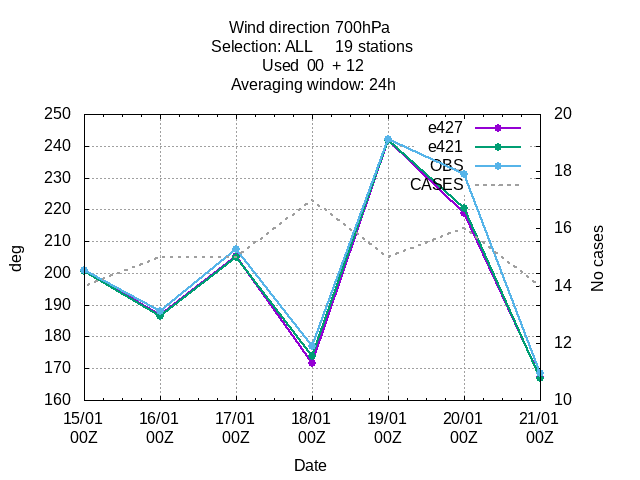 Wind direction 700hPa
Selection: ALL     19 stations
Used  00  + 12
Averaging window: 24h
250
240
230
220
210
200
190
180
170
160
deg
20
18
16
14
12
10
No cases
e427
e421
OBS
CASES
15/01 16/01 17/01 18/01 19/01 20/01 21/01
00Z 00Z 00Z 00Z 00Z 00Z 00Z
Date